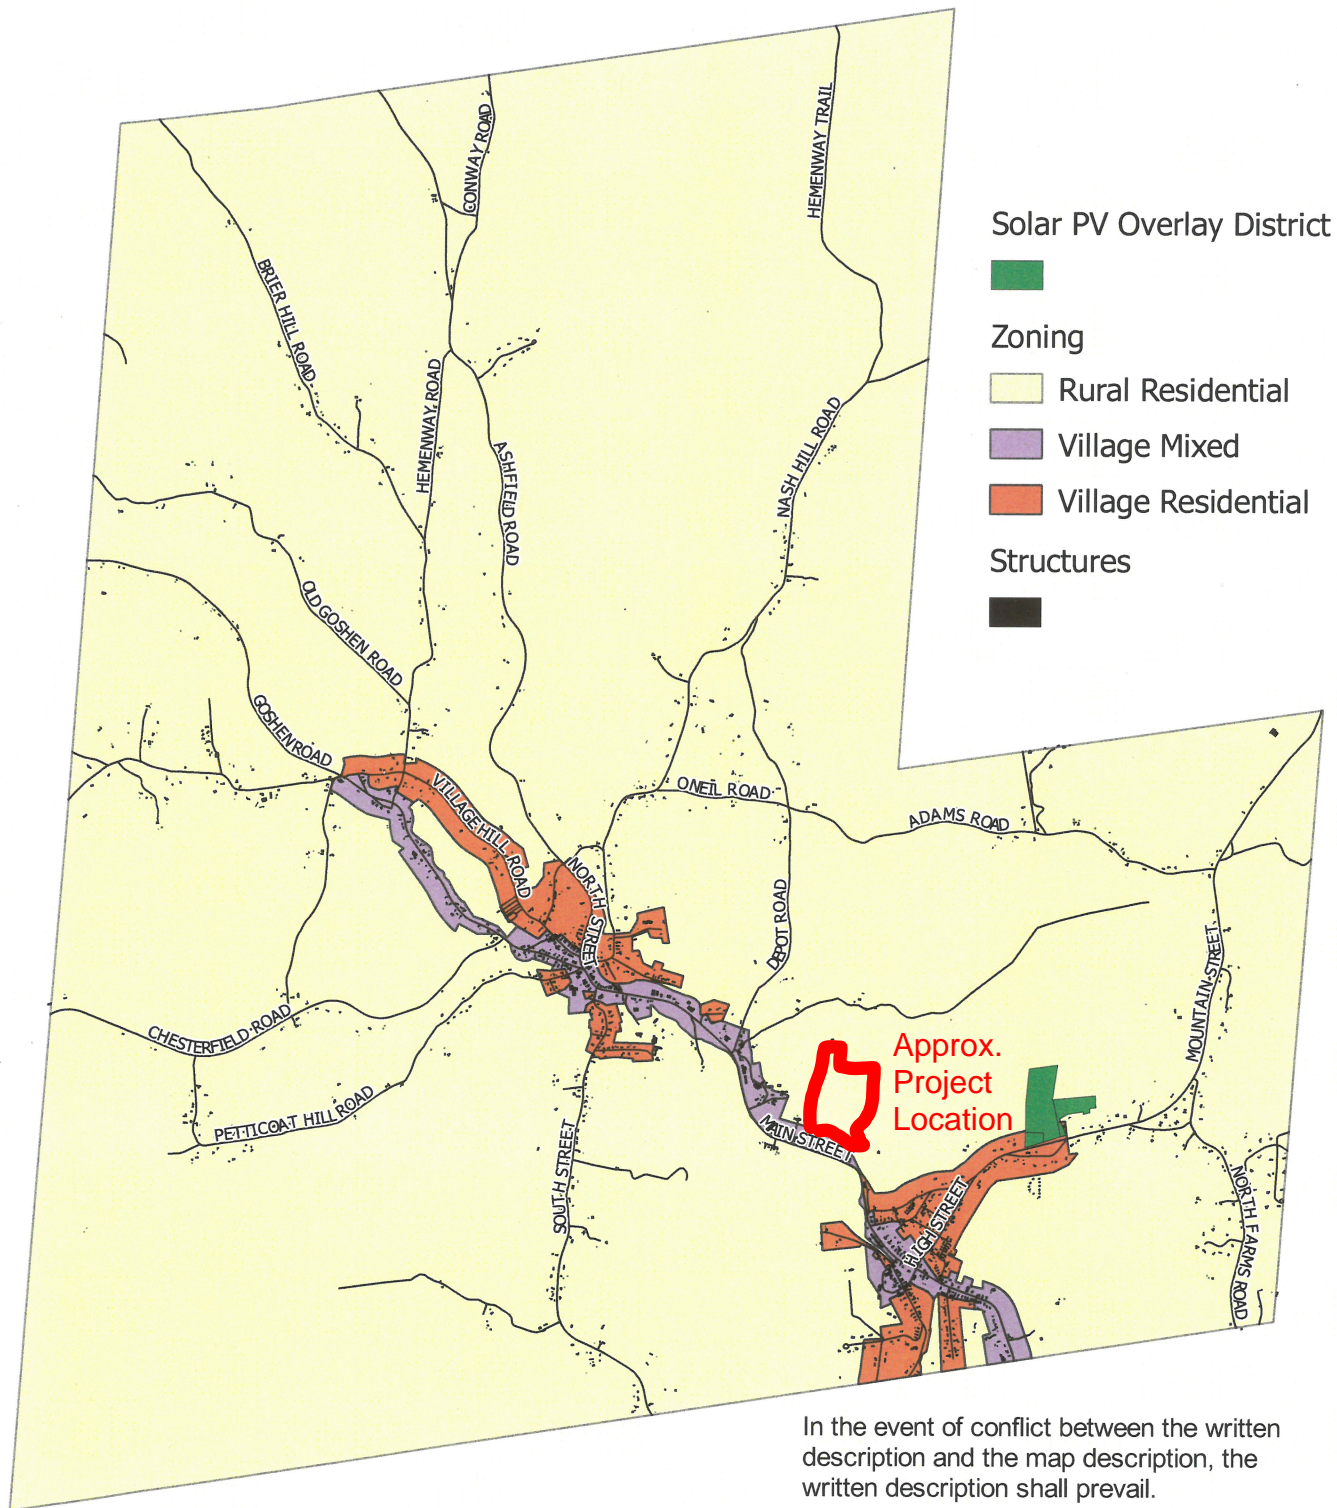 CONWAY ROAD
HEMENWAY TRAIL
Solar PV Overlay District
Zoning
Rural Residential
Village Mixed
Village Residential
Structures
BRIER HILL ROAD
HEMENWAY ROAD
ASHFIELD ROAD
NASH HILL ROAD
OLD GOSHEN ROAD
GOSHEN ROAD
VILLAGE HILL ROAD
ONEIL ROAD
ADAMS ROAD
NORTH STREET
DEPOT ROAD
MOUNTAIN STREET
CHESTERFIELD ROAD
PETTICOAT HILL ROAD
Approx.
Project
Location
MAIN STREET
SOUTH STREET
HIGH STREET
NORTH FARMS ROAD
In the event of conflict between the written
description and the map description, the
written description shall prevail.